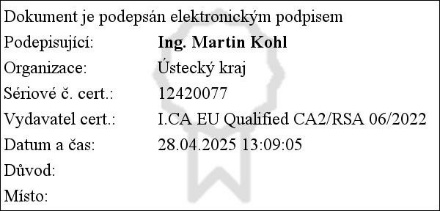 Dokument je podepsán elektronickým podpisem
Podepisující: Ing. Martin Kohl
Organizace: Ústecký kraj
Sériové č. cert.: 12420077
Vydavatel cert.: I.CA EU Qualified CA2/RSA 06/2022
Datum a čas: 28.04.2025 13:09:05
Důvod:
Místo: